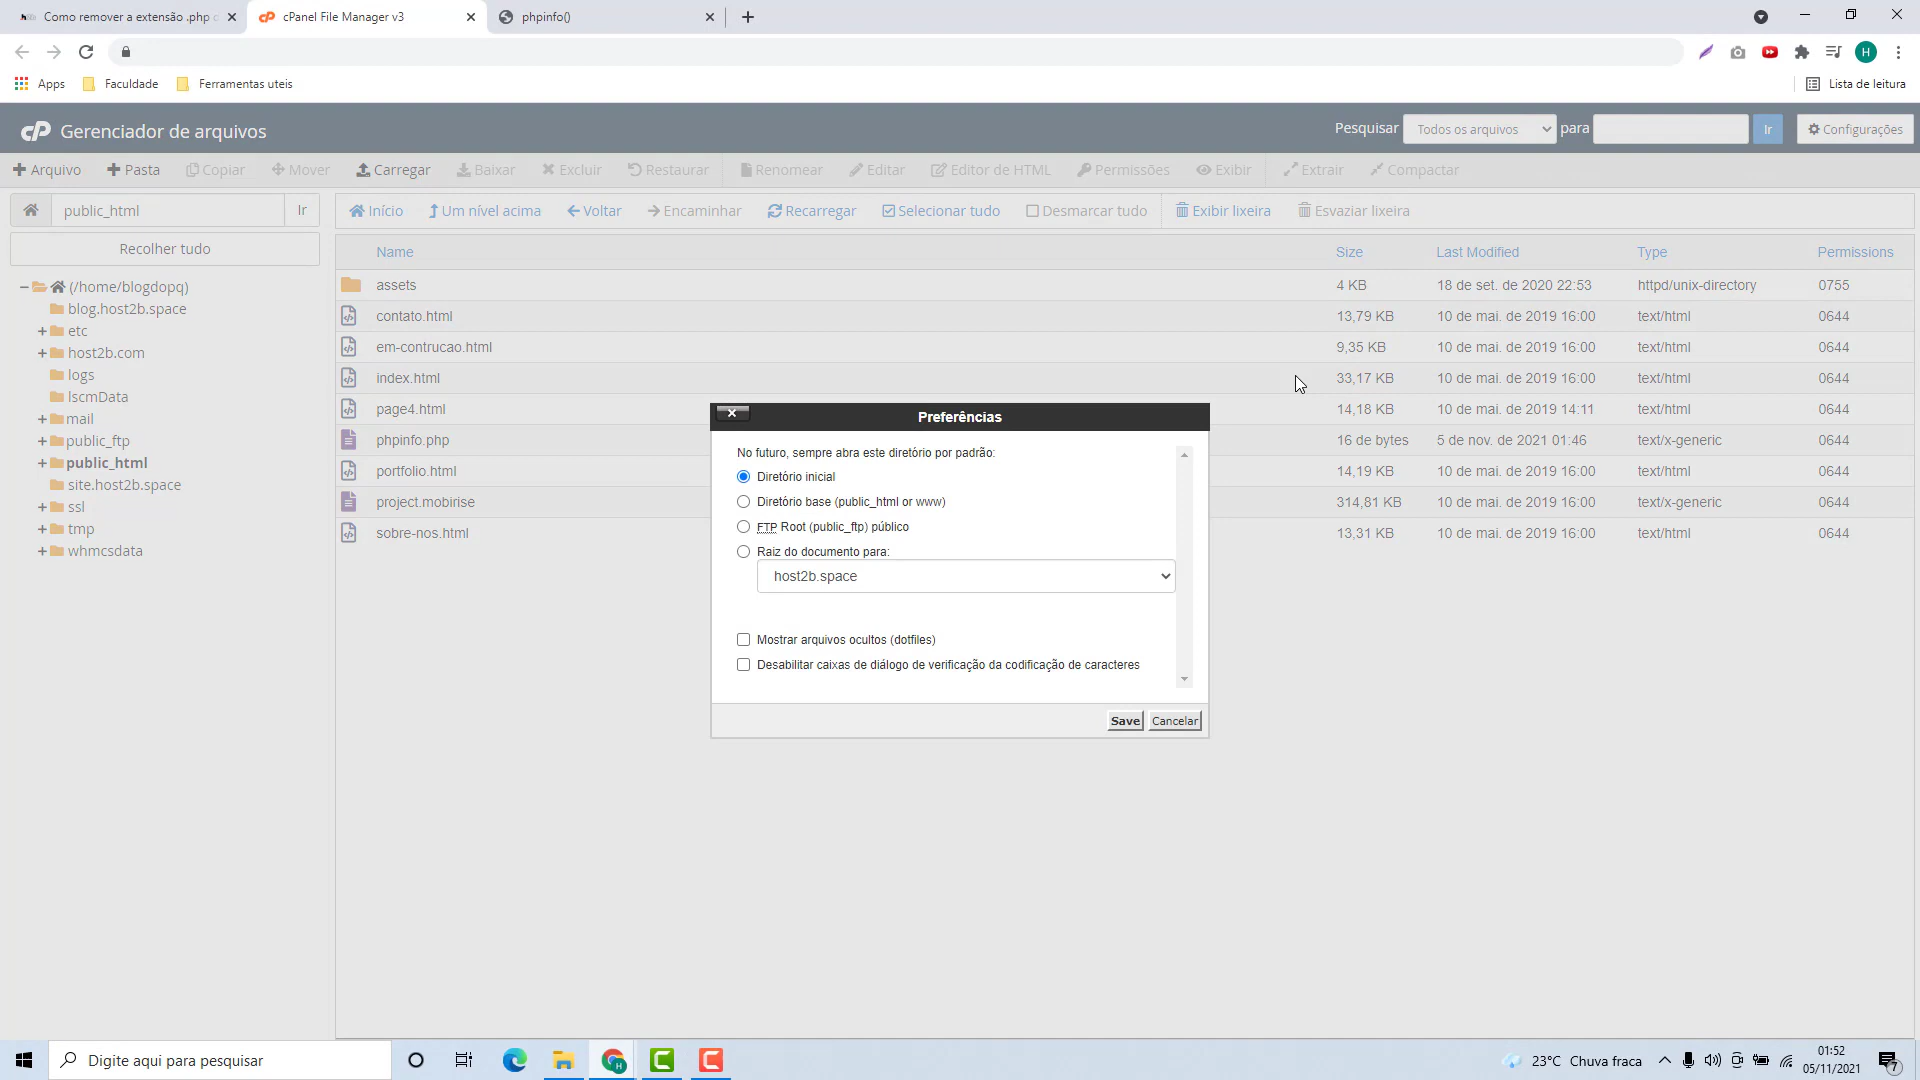 Como remover a extensão .php
cPanel File Manager v3
phpinfo()
H
Apps
Faculdade
Ferramentas uteis
Lista de leitura
cP Gerenciador de arquivos
Pesquisar
Todos os arquivos
para
Ir
Configurações
Arquivo
Pasta
Copiar
Mover
Carregar
Baixar
Excluir
Restaurar
Renomear
Editar
Editor de HTML
Permissões
Exibir
Extrair
Compactar
public_html
Ir
Início
Um nível acima
Voltar
Encaminhar
Recarregar
Selecionar tudo
Desmarcar tudo
Exibir lixeira
Esvaziar lixeira
Recolher tudo
(/home/blogdopq)
blog.host2b.space
etc
host2b.com
logs
lscmData
mail
public_ftp
public_html
site.host2b.space
ssl
tmp
whmcsdata
Name Size Last Modified Type Permissions
assets 4 KB 18 de set. de 2020 22:53 httpd/unix-directory 0755
contato.html 13,79 KB 10 de mai. de 2019 16:00 text/html 0644
em-contrucao.html 9,35 KB 10 de mai. de 2019 16:00 text/html 0644
index.html 33,17 KB 10 de mai. de 2019 16:00 text/html 0644
page4.html 14,18 KB 10 de mai. de 2019 14:11 text/html 0644
phpinfo.php 16 de bytes 5 de nov. de 2021 01:46 text/x-generic 0644
portfolio.html 14,19 KB 10 de mai. de 2019 16:00 text/html 0644
project.mobirise 314,81 KB 10 de mai. de 2019 16:00 text/x-generic 0644
sobre-nos.html 13,31 KB 10 de mai. de 2019 16:00 text/html 0644
Preferências
No futuro, sempre abra este diretório por padrão:
Diretório inicial
Diretório base (public_html or www)
FTP Root (public_ftp) público
Raiz do documento para:
host2b.space
Mostrar arquivos ocultos (dotfiles)
Desabilitar caixas de diálogo de verificação da codificação de caracteres
Save
Cancelar
Digite aqui para pesquisar
23°C Chuva fraca
01:52
05/11/2021
7